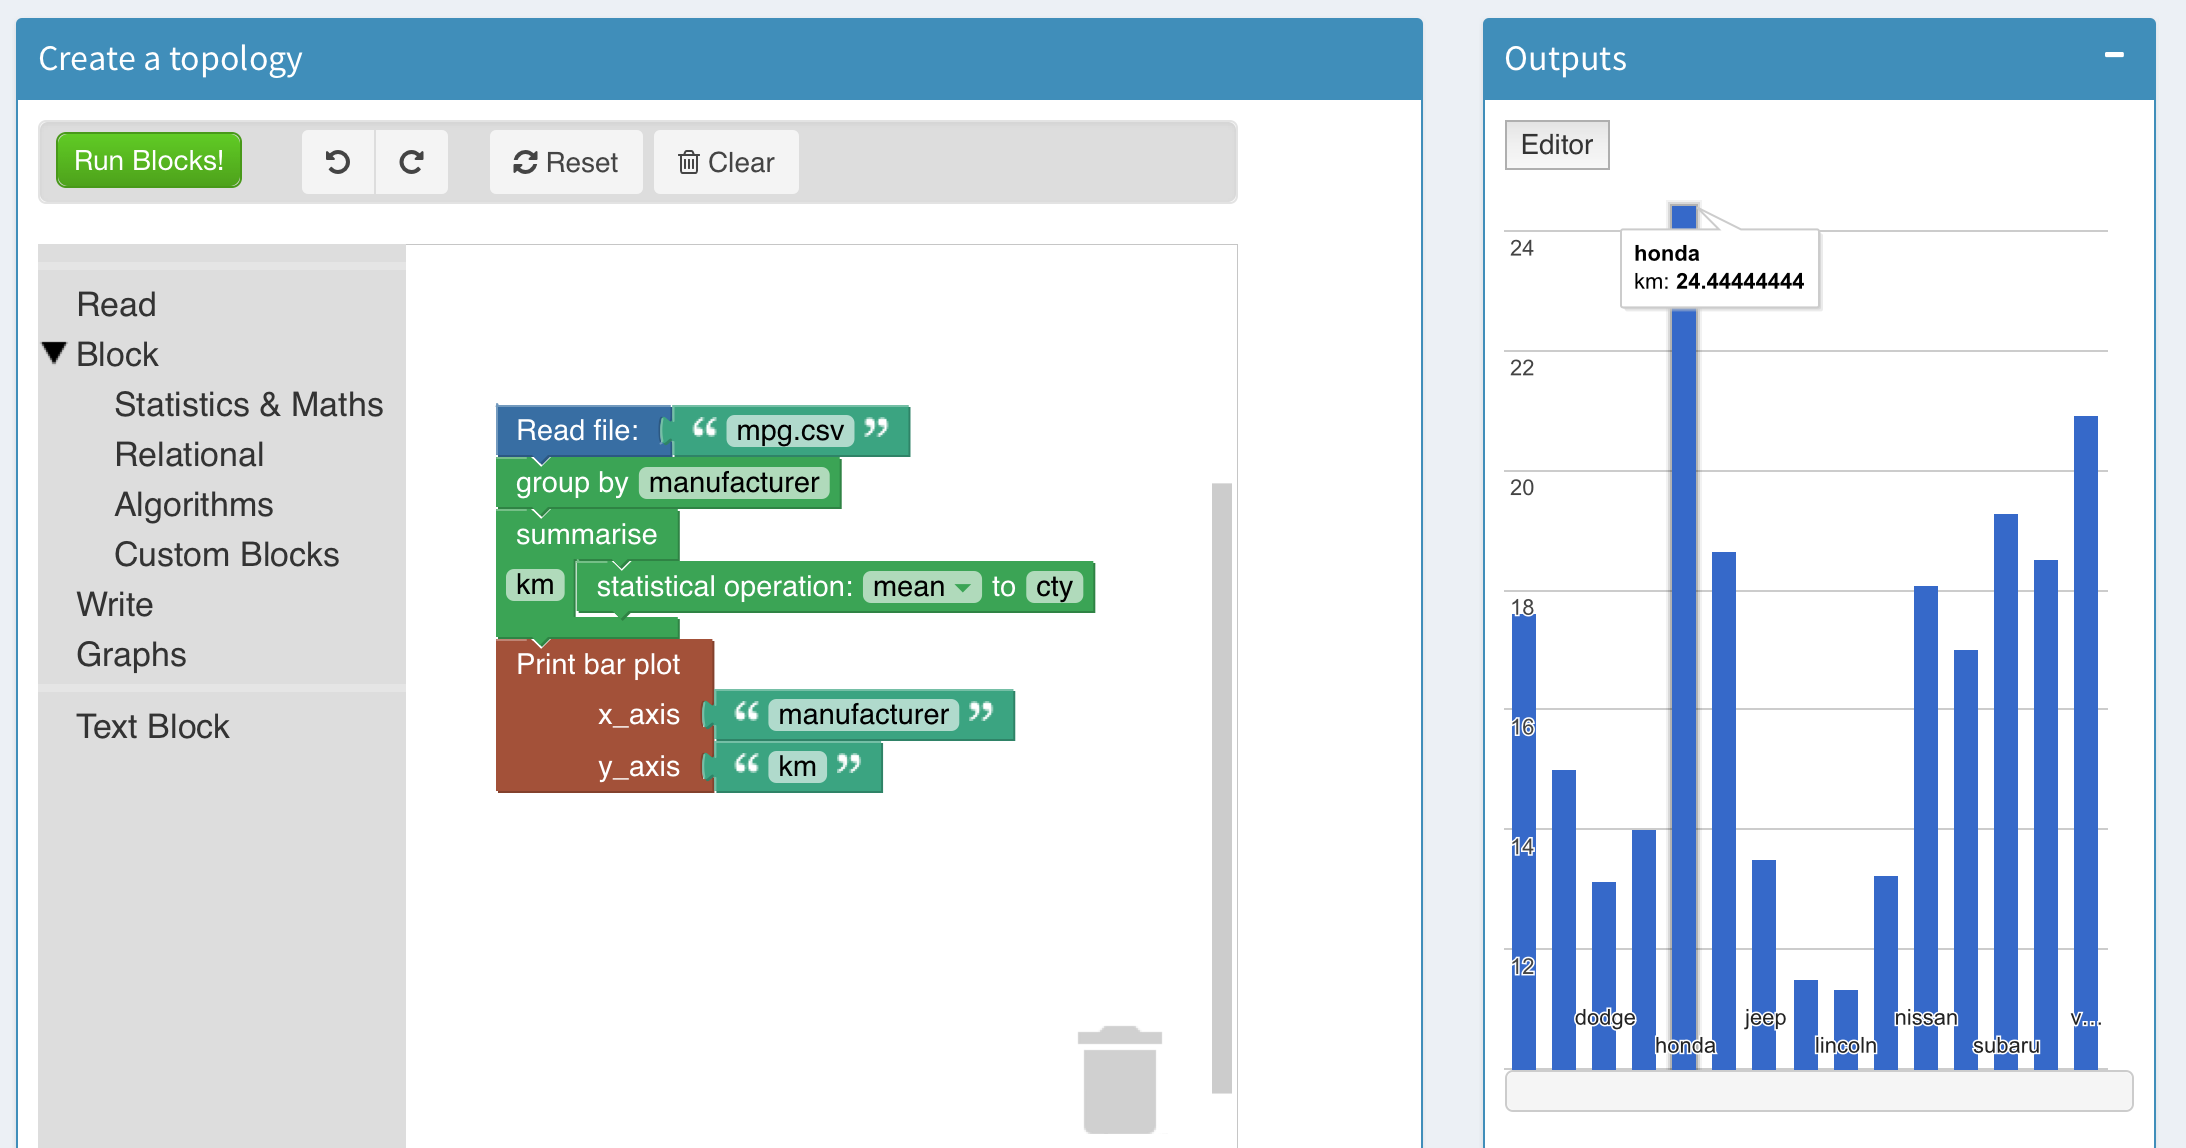 Create a topology
Run Blocks!
Reset
Clear
Read
Block
Statistics & Maths
Relational
Algorithms
Custom Blocks
Write
Graphs
Text Block
Read file: “ mpg.csv ”
group by manufacturer
summarise
km statistical operation: mean to cty
Print bar plot
x_axis “ manufacturer ”
y_axis “ km ”
Outputs
Editor
honda
km: 24.44444444
24
22
20
18
16
14
12
dodge
honda
jeep
lincoln
nissan
subaru
v...